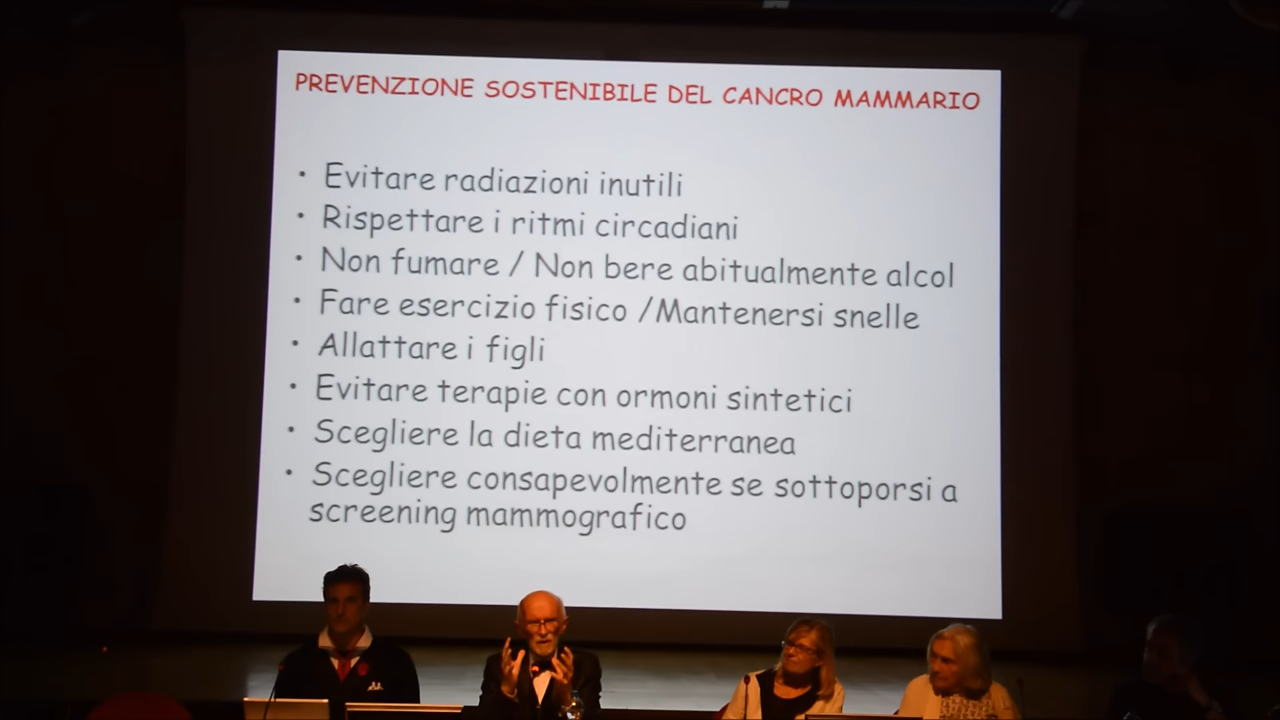 PREVENZIONE SOSTENIBILE DEL CANCRO MAMMARIO
• Evitare radiazioni inutili
• Rispettare i ritmi circadiani
• Non fumare / Non bere abitualmente alcol
• Fare esercizio fisico /Mantenersi snelle
• Allattare i figli
• Evitare terapie con ormoni sintetici
• Scegliere la dieta mediterranea
• Scegliere consapevolmente se sottoporsi a
screening mammografico